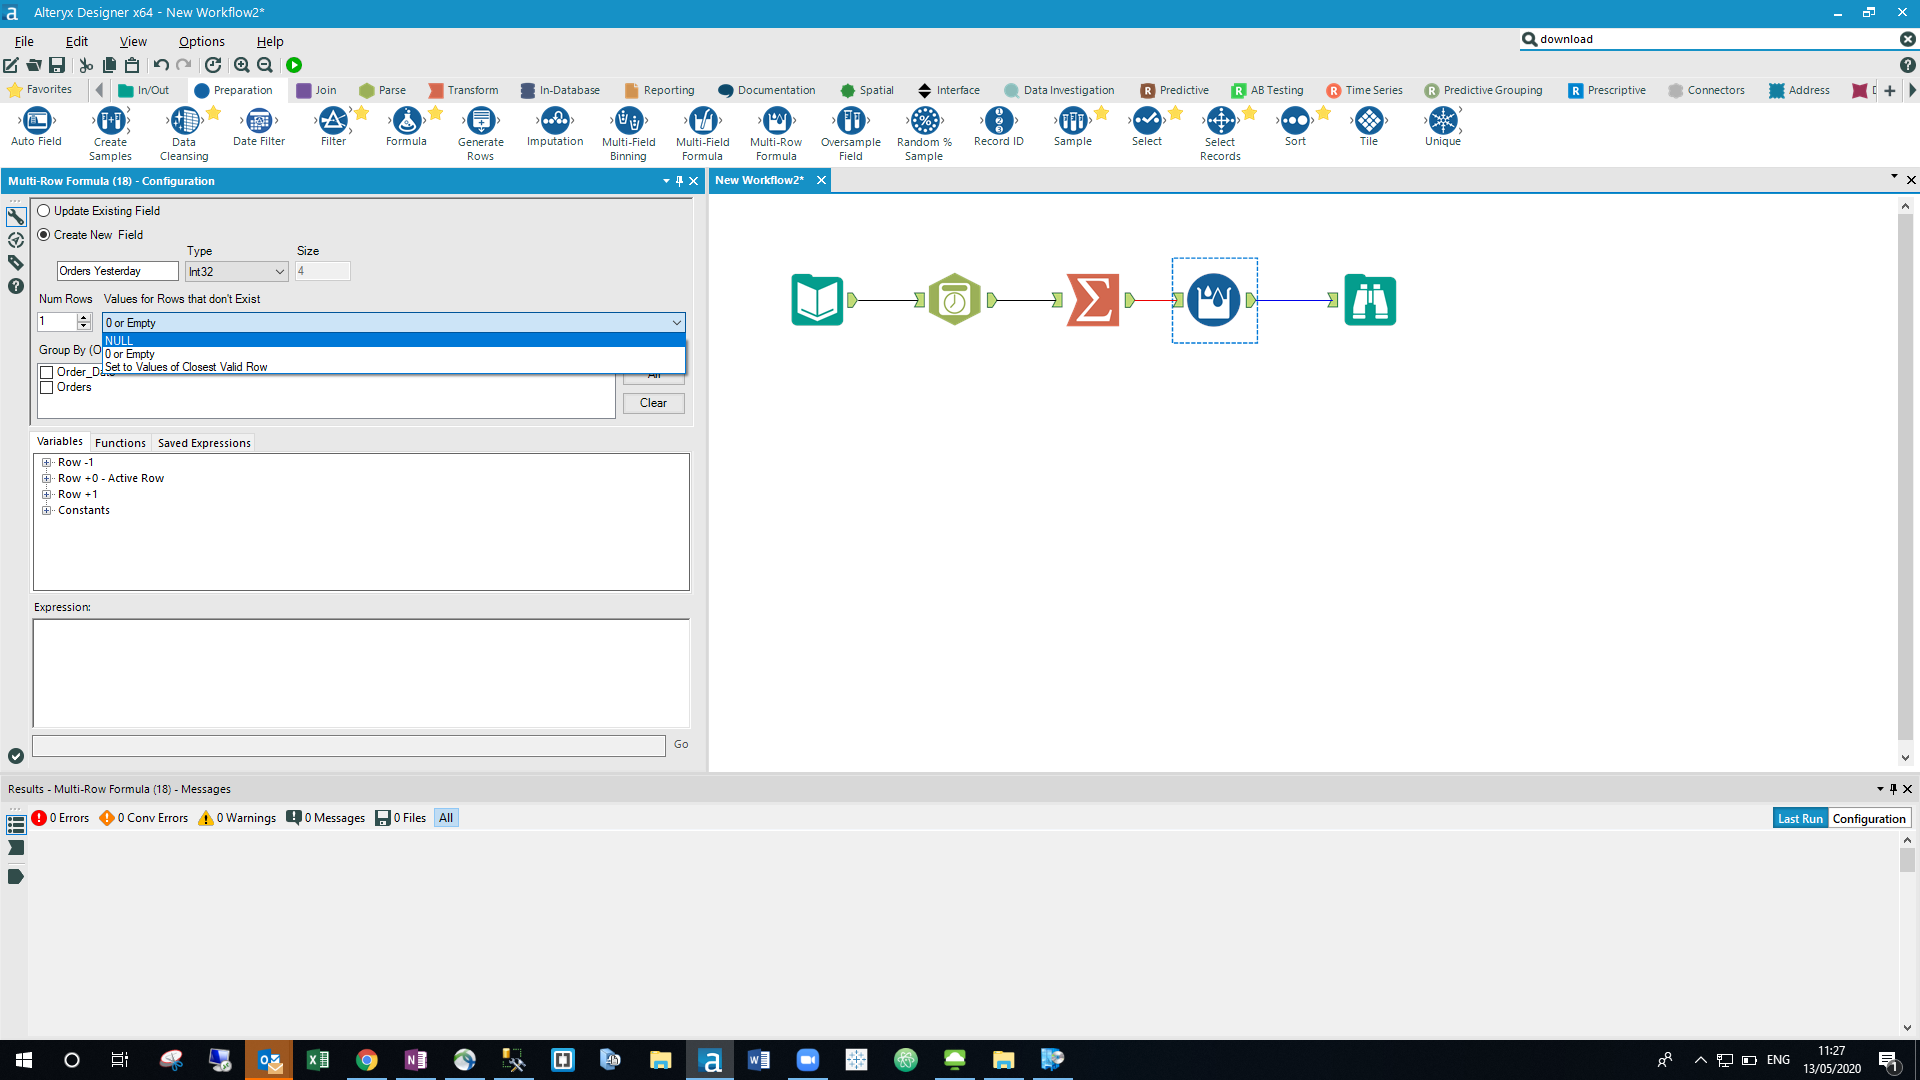 Alteryx Designer x64 - New Workflow2*
File Edit View Options Help
download
Favorites In/Out Preparation Join Parse Transform In-Database Reporting Documentation Spatial Interface Data Investigation Predictive AB Testing Time Series Predictive Grouping Prescriptive Connectors Address
Auto Field
Create Samples
Data Cleansing
Date Filter
Filter
Formula
Generate Rows
Imputation
Multi-Field Binning
Multi-Field Formula
Multi-Row Formula
Oversample Field
Random % Sample
Record ID
Sample
Select
Select Records
Sort
Tile
Unique
Multi-Row Formula (18) - Configuration
New Workflow2*
Update Existing Field
Create New Field
Type Size
Orders Yesterday Int32 4
Num Rows Values for Rows that don't Exist
1 0 or Empty
NULL
0 or Empty
Set to Values of Closest Valid Row
Group By (O
Order_Date
Orders
All
Clear
Variables Functions Saved Expressions
Row -1
Row +0 - Active Row
Row +1
Constants
Expression:
Go
Results - Multi-Row Formula (18) - Messages
0 Errors 0 Conv Errors 0 Warnings 0 Messages 0 Files All
Last Run Configuration
ENG
11:27
13/05/2020
1